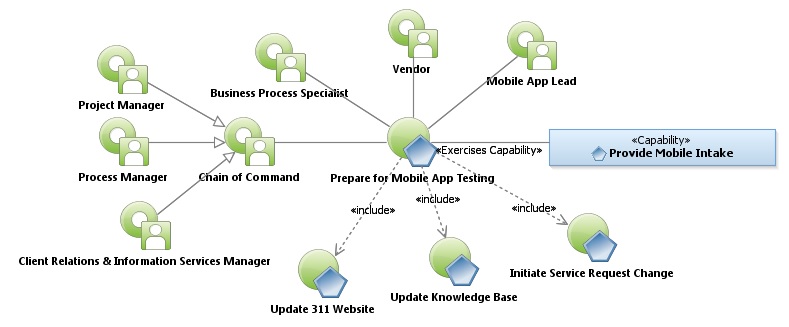 Vendor
Mobile App Lead
Business Process Specialist
Project Manager
«Capability»
Provide Mobile Intake
«Exercises Capability»
Process Manager
Chain of Command
Prepare for Mobile App Testing
«include»
«include»
«include»
Client Relations & Information Services Manager
Initiate Service Request Change
Update Knowledge Base
Update 311 Website